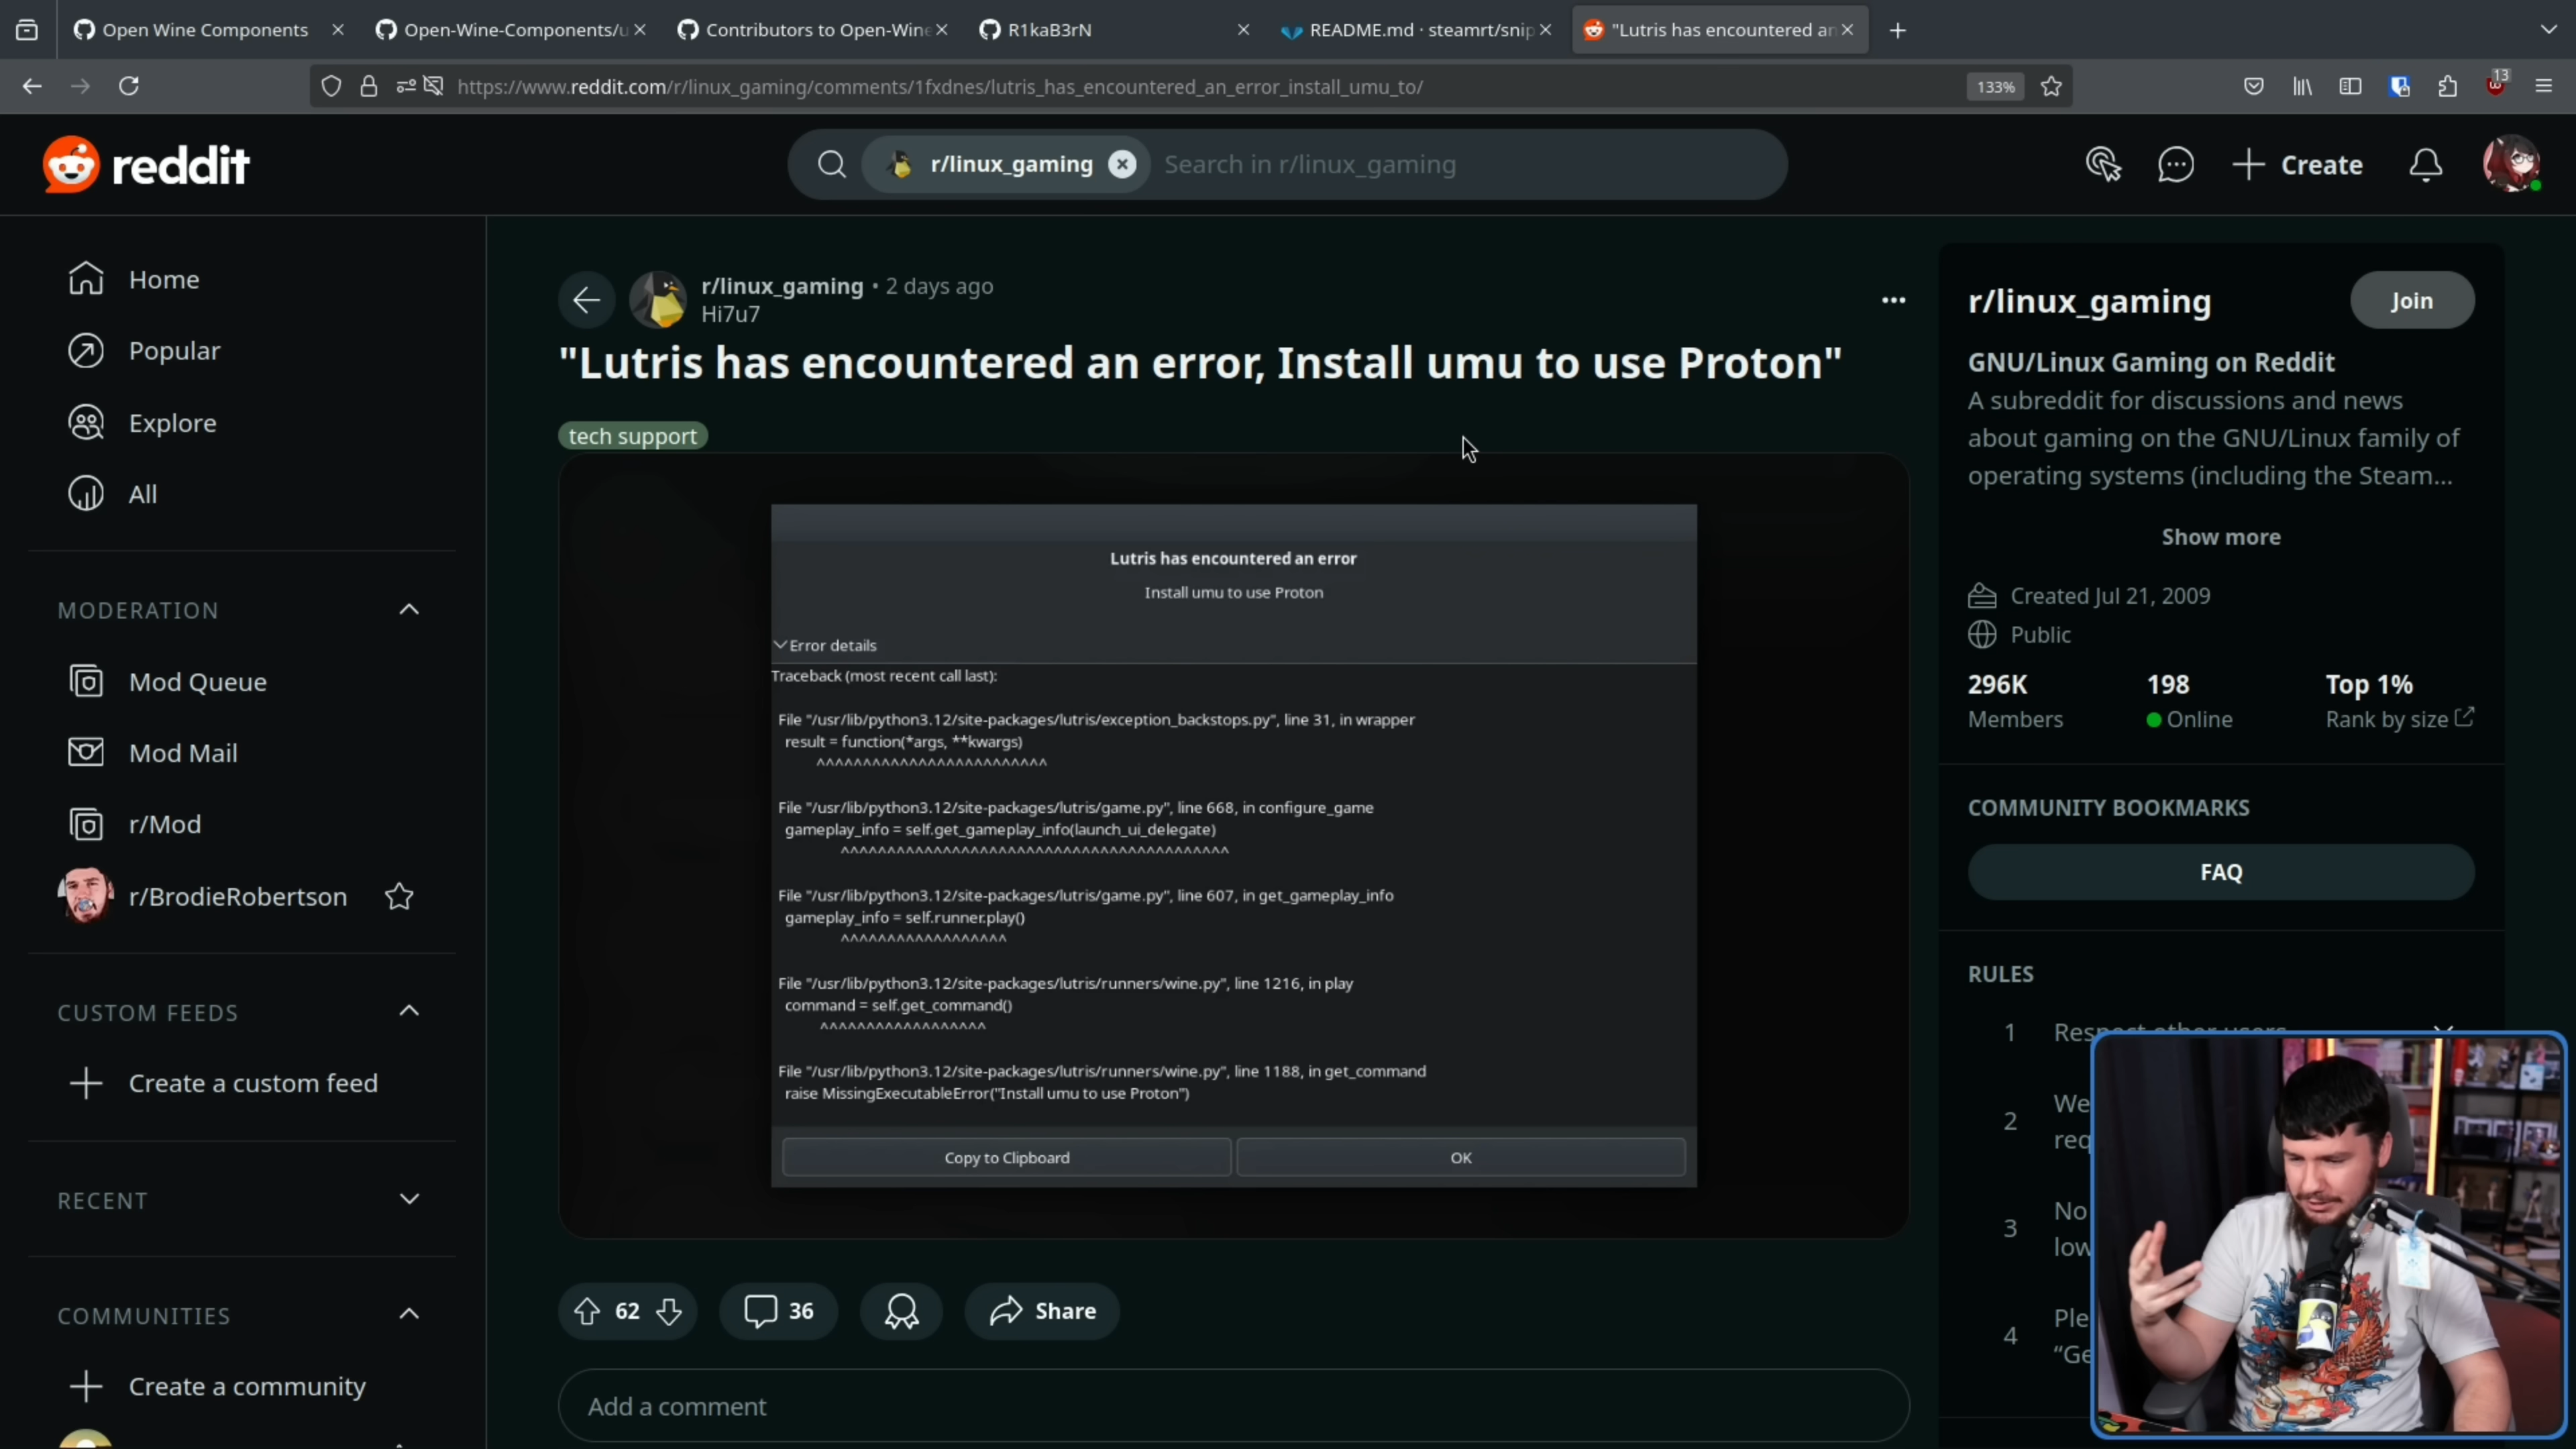 Open Wine Components
Open-Wine-Components/u
Contributors to Open-Wine
R1kaB3rN
README.md · steamrt/snip
"Lutris has encountered an
https://www.reddit.com/r/linux_gaming/comments/1fxdnes/lutris_has_encountered_an_error_install_umu_to/
133%
13
reddit
r/linux_gaming
Search in r/linux_gaming
Create
Home
Popular
Explore
All
MODERATION
Mod Queue
Mod Mail
r/Mod
r/BrodieRobertson
CUSTOM FEEDS
Create a custom feed
RECENT
COMMUNITIES
Create a community
r/linux_gaming • 2 days ago
Hi7u7
"Lutris has encountered an error, Install umu to use Proton"
tech support
Lutris has encountered an error
Install umu to use Proton
Error details
Traceback (most recent call last):
File "/usr/lib/python3.12/site-packages/lutris/exception_backstops.py", line 31, in wrapper
result = function(*args, **kwargs)
^^^^^^^^^^^^^^^^^^^^^^^^^
File "/usr/lib/python3.12/site-packages/lutris/game.py", line 668, in configure_game
gameplay_info = self.get_gameplay_info(launch_ui_delegate)
^^^^^^^^^^^^^^^^^^^^^^^^^^^^^^^^^^^^^^^^^^
File "/usr/lib/python3.12/site-packages/lutris/game.py", line 607, in get_gameplay_info
gameplay_info = self.runner.play()
^^^^^^^^^^^^^^^^^^
File "/usr/lib/python3.12/site-packages/lutris/runners/wine.py", line 1216, in play
command = self.get_command()
^^^^^^^^^^^^^^^^^^
File "/usr/lib/python3.12/site-packages/lutris/runners/wine.py", line 1188, in get_command
raise MissingExecutableError("Install umu to use Proton")
Copy to Clipboard
OK
62
36
Share
Add a comment
r/linux_gaming
Join
GNU/Linux Gaming on Reddit
A subreddit for discussions and news
about gaming on the GNU/Linux family of
operating systems (including the Steam...
Show more
Created Jul 21, 2009
Public
296K
198
Top 1%
Members
Online
Rank by size
COMMUNITY BOOKMARKS
FAQ
RULES
1
Respect other users
2
We
req
3
No
low
4
Ple
“Ge